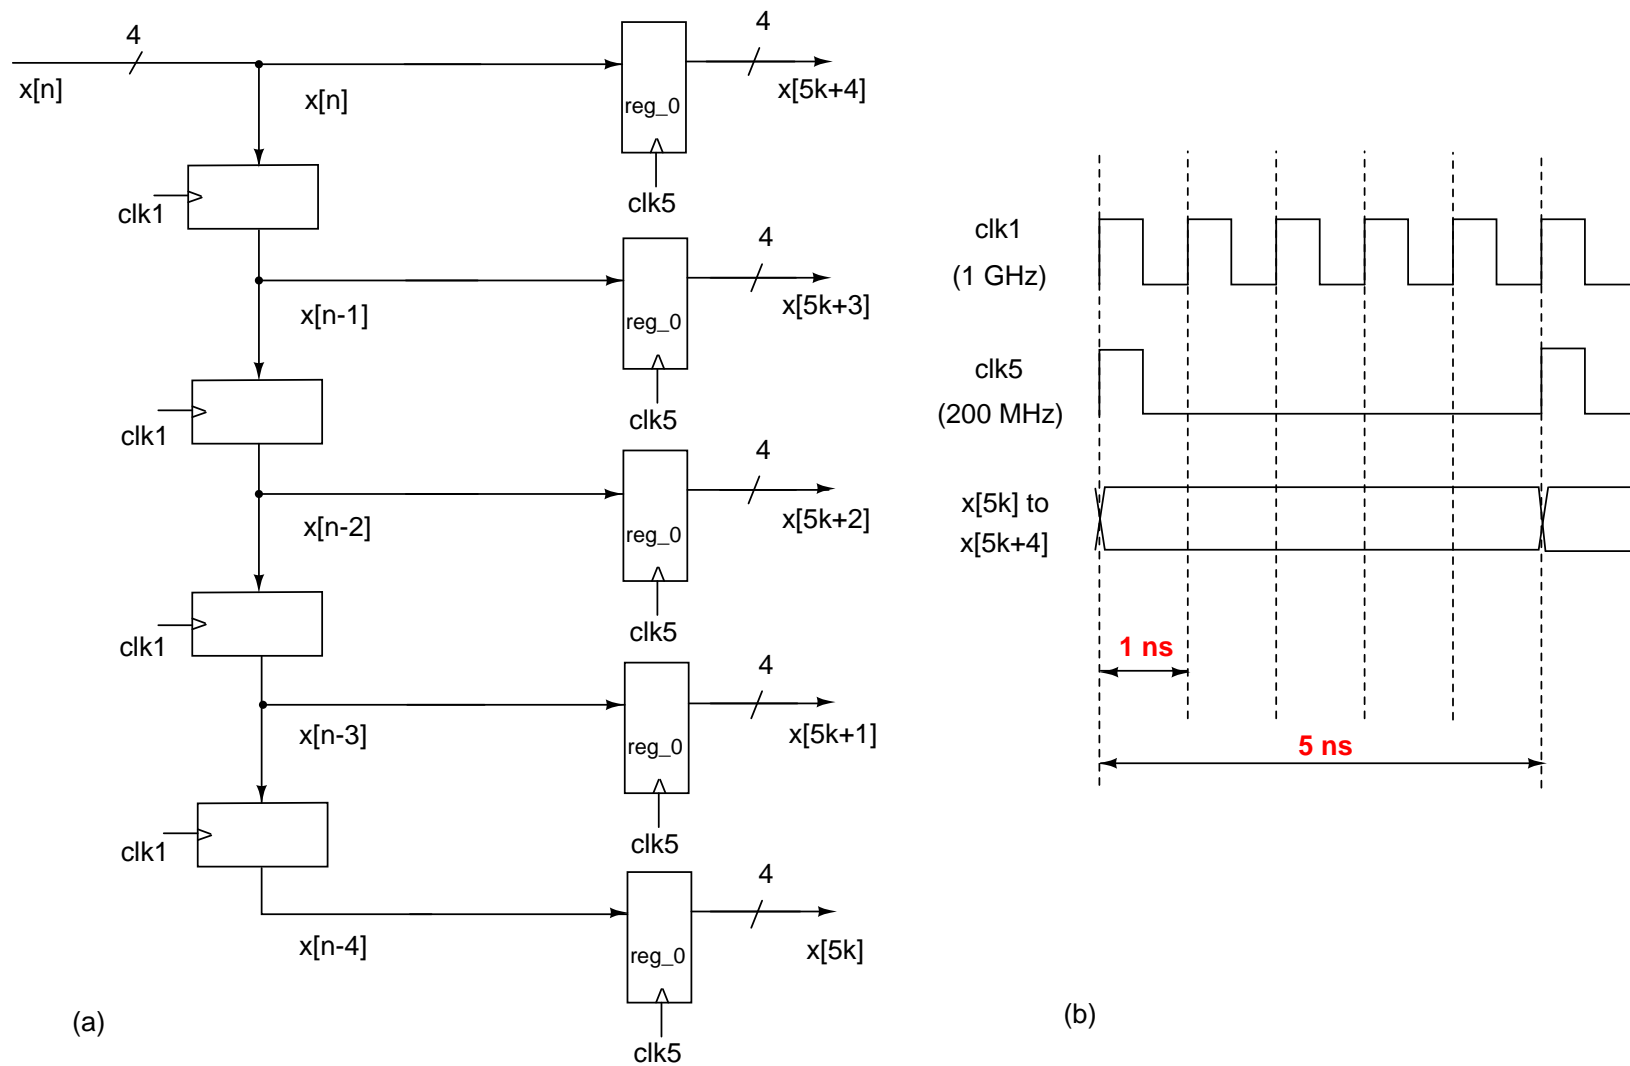 4
x[n]
x[n]
reg_0
clk5
4
x[5k+4]
clk1
x[n-1]
reg_0
clk5
4
x[5k+3]
clk1
x[n-2]
reg_0
clk5
4
x[5k+2]
clk1
x[n-3]
reg_0
clk5
4
x[5k+1]
clk1
x[n-4]
reg_0
clk5
4
x[5k]
(a)
clk1
(1 GHz)
clk5
(200 MHz)
x[5k] to
x[5k+4]
1 ns
5 ns
(b)